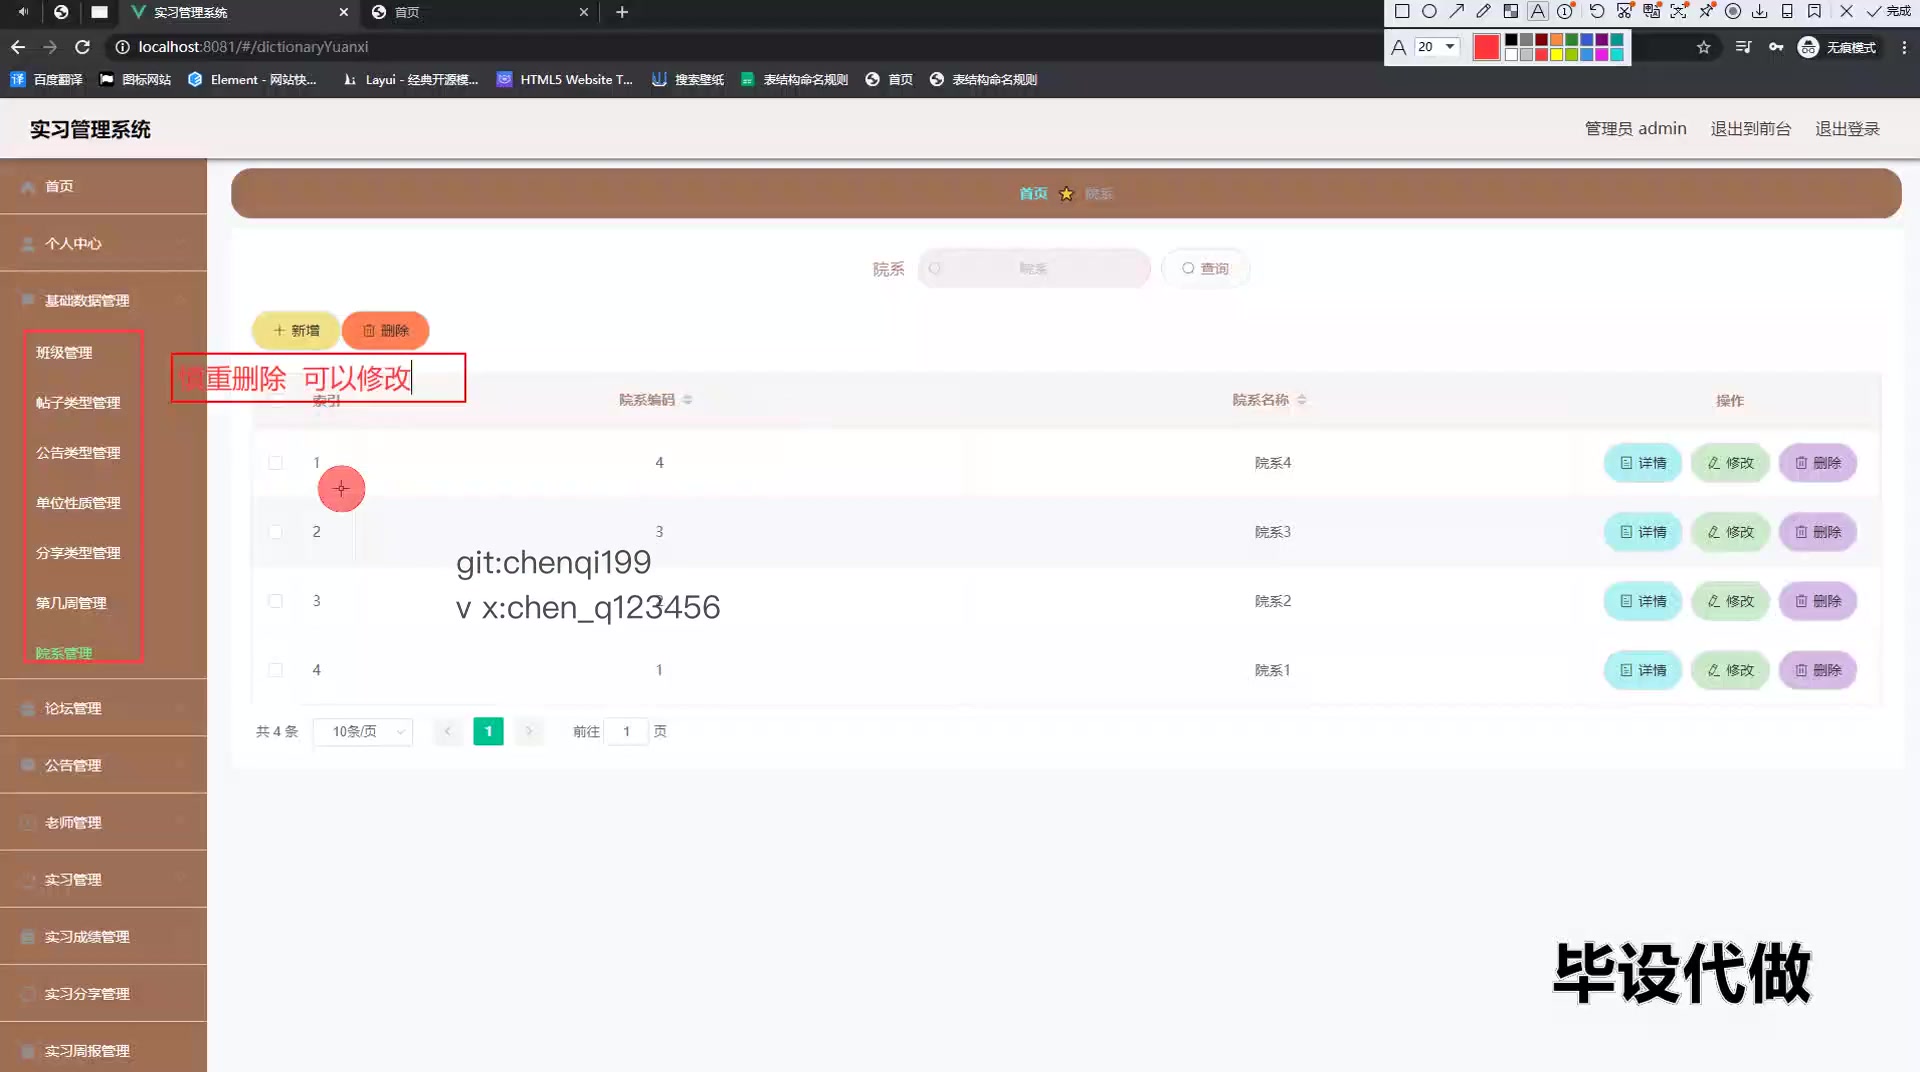 实习管理系统
首页
localhost:8081/#/dictionaryYuanxi
A 20
完成
无痕模式
百度翻译
图标网站
Element - 网站快...
Layui - 经典开源模...
HTML5 Website T...
搜索壁纸
表结构命名规则
首页
表结构命名规则
实习管理系统
管理员 admin
退出到前台
退出登录
首页
个人中心
基础数据管理
班级管理
帖子类型管理
公告类型管理
单位性质管理
分享类型管理
第几周管理
院系管理
论坛管理
公告管理
老师管理
实习管理
实习成绩管理
实习分享管理
实习周报管理
首页 院系
院系 院系 查询
新增 删除
慎重删除 可以修改
索引 院系编码 院系名称 操作
1 4 院系4 详情 修改 删除
2 3 院系3 详情 修改 删除
git:chenqi199
3 院系2 详情 修改 删除
v x:chen_q123456
4 1 院系1 详情 修改 删除
共 4 条 10条/页 1 前往 1 页
毕设代做